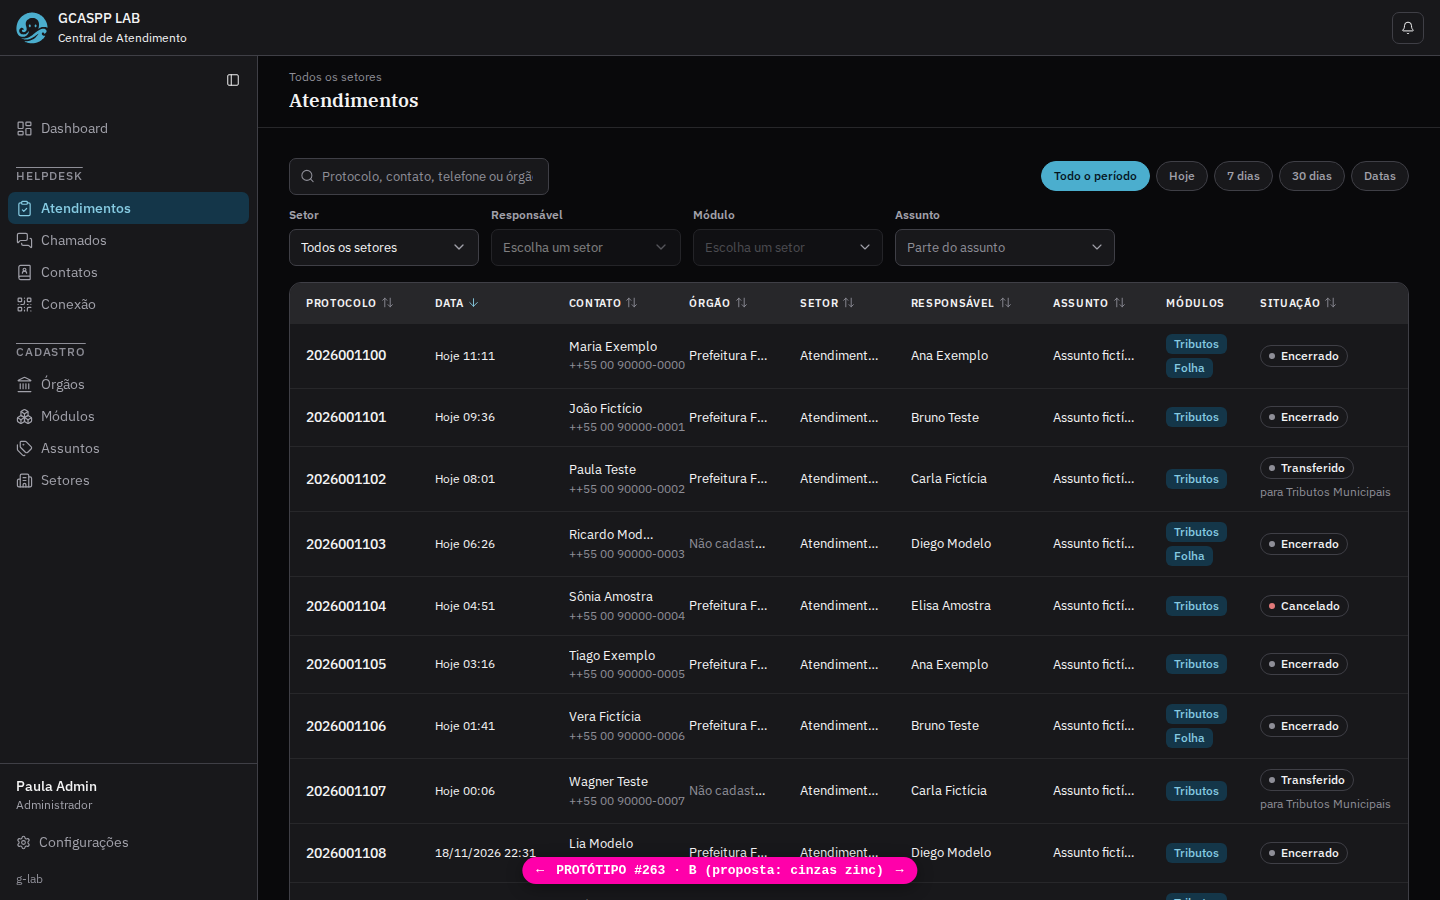 GCASPP LAB
Central de Atendimento
Dashboard
HELPDESK
Atendimentos
Chamados
Contatos
Conexão
CADASTRO
Órgãos
Módulos
Assuntos
Setores
Paula Admin
Administrador
Configurações
g-lab
Todos os setores
Atendimentos
Protocolo, contato, telefone ou órgã
Todo o período Hoje 7 dias 30 dias Datas
Setor Responsável Módulo Assunto
Todos os setores Escolha um setor Escolha um setor Parte do assunto
PROTOCOLO DATA CONTATO ÓRGÃO SETOR RESPONSÁVEL ASSUNTO MÓDULOS SITUAÇÃO
2026001100 Hoje 11:11 Maria Exemplo ++55 00 90000-0000 Prefeitura F... Atendiment... Ana Exemplo Assunto fictí... Tributos Folha Encerrado
2026001101 Hoje 09:36 João Fictício ++55 00 90000-0001 Prefeitura F... Atendiment... Bruno Teste Assunto fictí... Tributos Encerrado
2026001102 Hoje 08:01 Paula Teste ++55 00 90000-0002 Prefeitura F... Atendiment... Carla Fictícia Assunto fictí... Tributos Transferido para Tributos Municipais
2026001103 Hoje 06:26 Ricardo Mod... ++55 00 90000-0003 Não cadast... Atendiment... Diego Modelo Assunto fictí... Tributos Folha Encerrado
2026001104 Hoje 04:51 Sônia Amostra ++55 00 90000-0004 Prefeitura F... Atendiment... Elisa Amostra Assunto fictí... Tributos Cancelado
2026001105 Hoje 03:16 Tiago Exemplo ++55 00 90000-0005 Prefeitura F... Atendiment... Ana Exemplo Assunto fictí... Tributos Encerrado
2026001106 Hoje 01:41 Vera Fictícia ++55 00 90000-0006 Prefeitura F... Atendiment... Bruno Teste Assunto fictí... Tributos Folha Encerrado
2026001107 Hoje 00:06 Wagner Teste ++55 00 90000-0007 Não cadast... Atendiment... Carla Fictícia Assunto fictí... Tributos Transferido para Tributos Municipais
2026001108 18/11/2026 22:31 Lia Modelo Prefeitura F... Atendiment... Diego Modelo Assunto fictí... Tributos Encerrado
← PROTÓTIPO #263 · B (proposta: cinzas zinc) →